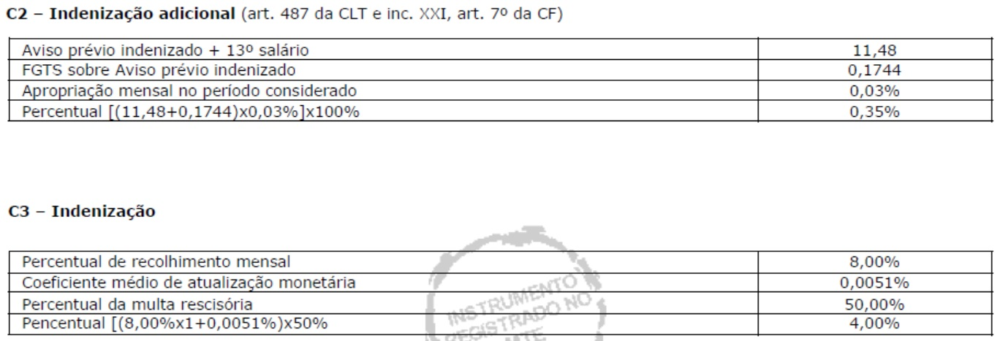 C2 – Indenização adicional (art. 487 da CLT e inc. XXI, art. 7º da CF)
Aviso prévio indenizado + 13º salário 11,48
FGTS sobre Aviso prévio indenizado 0,1744
Apropriação mensal no período considerado 0,03%
Percentual [(11,48+0,1744)x0,03%]x100% 0,35%
C3 – Indenização
Percentual de recolhimento mensal 8,00%
Coeficiente médio de atualização monetária 0,0051%
Percentual da multa rescisória 50,00%
Pencentual [(8,00%x1+0,0051%)x50% 4,00%
INSTRUMENTO
REGISTRADO NO
MTE